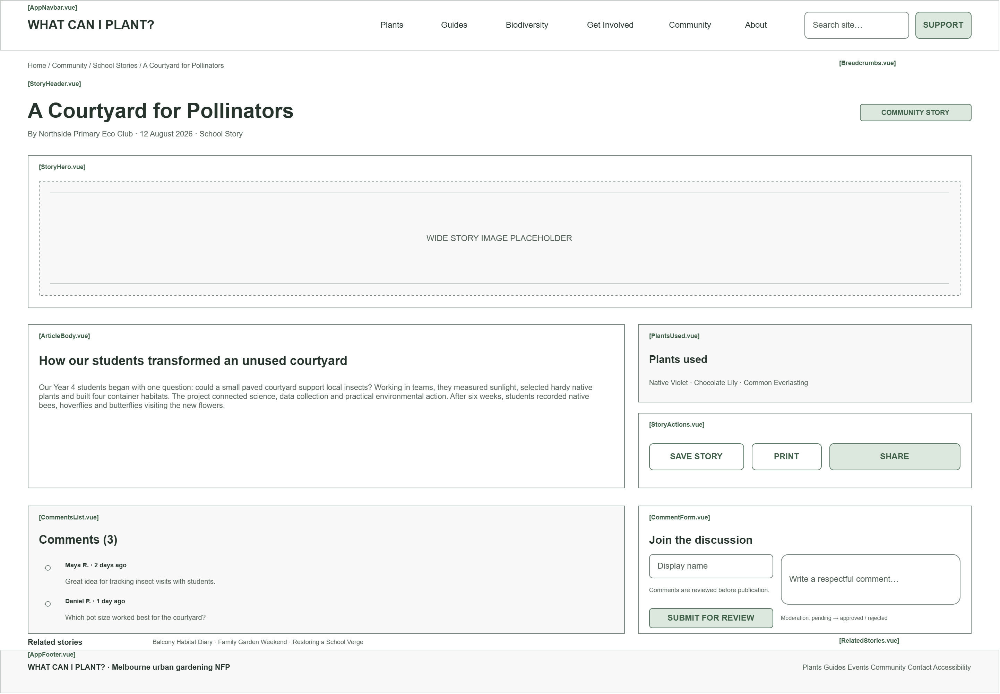 [AppNavbar.vue]
WHAT CAN I PLANT?
Plants Guides Biodiversity Get Involved Community About Search site… SUPPORT
Home / Community / School Stories / A Courtyard for Pollinators
[Breadcrumbs.vue]
[StoryHeader.vue]
A Courtyard for Pollinators
COMMUNITY STORY
By Northside Primary Eco Club · 12 August 2026 · School Story
[StoryHero.vue]
WIDE STORY IMAGE PLACEHOLDER
[ArticleBody.vue]
How our students transformed an unused courtyard
Our Year 4 students began with one question: could a small paved courtyard support local insects? Working in teams, they measured sunlight, selected hardy native
plants and built four container habitats. The project connected science, data collection and practical environmental action. After six weeks, students recorded native
bees, hoverflies and butterflies visiting the new flowers.
[PlantsUsed.vue]
Plants used
Native Violet · Chocolate Lily · Common Everlasting
[StoryActions.vue]
SAVE STORY PRINT SHARE
[CommentsList.vue]
Comments (3)
Maya R. · 2 days ago
Great idea for tracking insect visits with students.
Daniel P. · 1 day ago
Which pot size worked best for the courtyard?
[CommentForm.vue]
Join the discussion
Display name
Write a respectful comment…
Comments are reviewed before publication.
SUBMIT FOR REVIEW
Moderation: pending → approved / rejected
Related stories
Balcony Habitat Diary · Family Garden Weekend · Restoring a School Verge
[RelatedStories.vue]
[AppFooter.vue]
WHAT CAN I PLANT? · Melbourne urban gardening NFP
Plants Guides Events Community Contact Accessibility